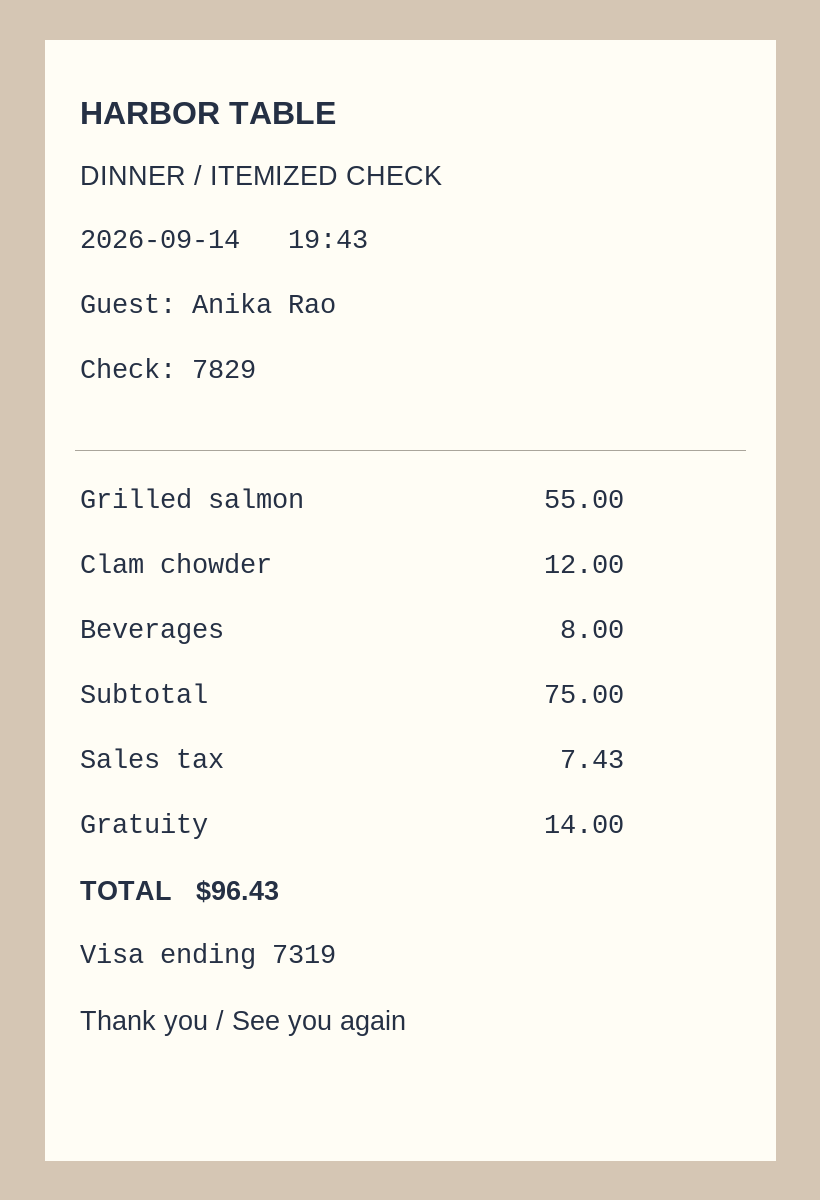 HARBOR TABLE
DINNER / ITEMIZED CHECK
2026-09-14   19:43
Guest: Anika Rao
Check: 7829
Grilled salmon 55.00
Clam chowder 12.00
Beverages 8.00
Subtotal 75.00
Sales tax 7.43
Gratuity 14.00
TOTAL $96.43
Visa ending 7319
Thank you / See you again